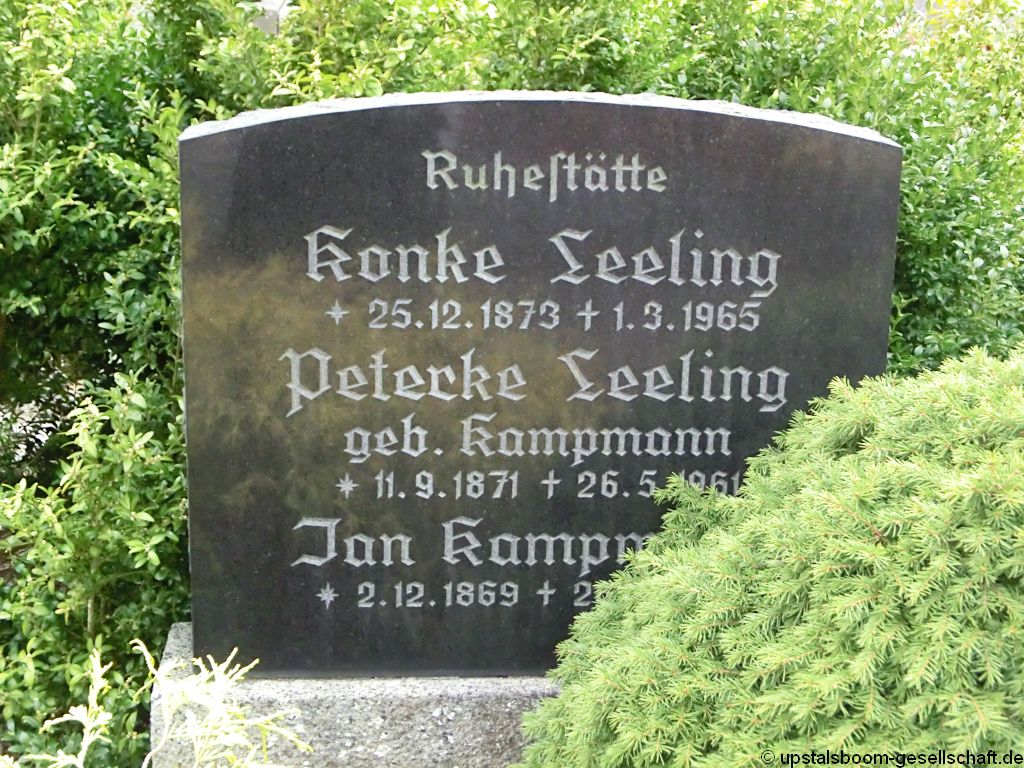 Ruheſtätte
Konke Leeling
* 25.12.1873 † 1.3.1965
Peterke Leeling
geb. Kampmann
* 11.9.1871 † 26.5.1961
Jan
* 2.12.1869 †
© upstalsboom-gesellschaft.de